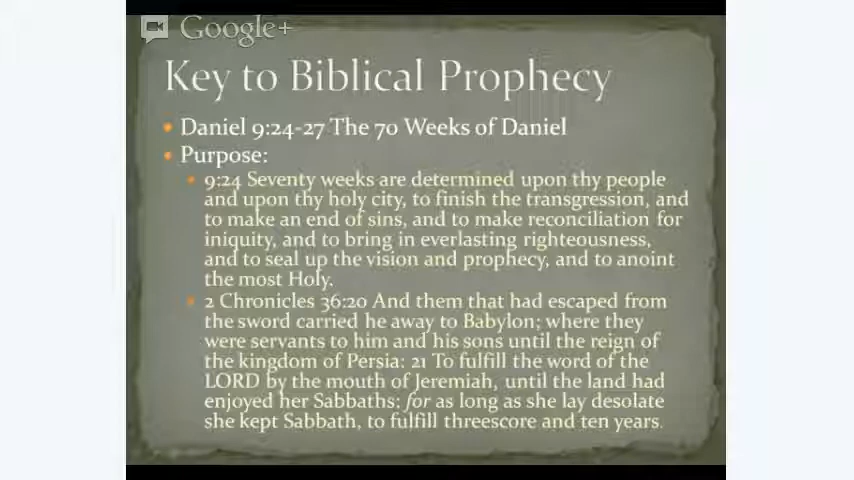 Google+
Key to Biblical Prophecy
Daniel 9:24-27 The 70 Weeks of Daniel
Purpose:
9:24 Seventy weeks are determined upon thy people
and upon thy holy city, to finish the transgression, and
to make an end of sins, and to make reconciliation for
iniquity, and to bring in everlasting righteousness,
and to seal up the vision and prophecy, and to anoint
the most Holy.
2 Chronicles 36:20 And them that had escaped from
the sword carried he away to Babylon; where they
were servants to him and his sons until the reign of
the kingdom of Persia: 21 To fulfill the word of the
LORD by the mouth of Jeremiah, until the land had
enjoyed her Sabbaths: for as long as she lay desolate
she kept Sabbath, to fulfill threescore and ten years.